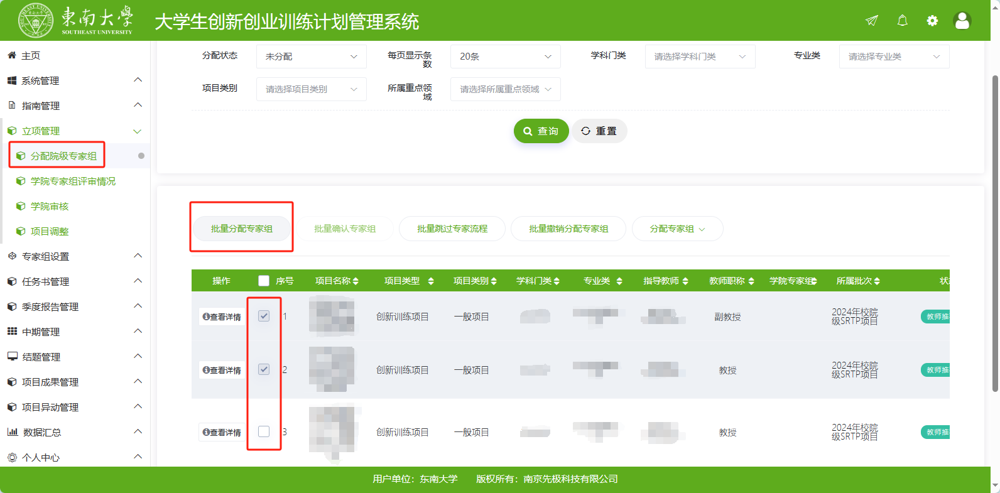 東南大學
SOUTHEAST UNIVERSITY
大学生创新创业训练计划管理系统
主页
系统管理
指南管理
立项管理
分配院级专家组
学院专家组评审情况
学院审核
项目调整
专家组设置
任务书管理
季度报告管理
中期管理
结题管理
项目成果管理
项目异动管理
数据汇总
个人中心
分配状态 未分配 每页显示条数 20条 学科门类 请选择学科门类 专业类 请选择专业类
项目类别 请选择项目类别 所属重点领域 请选择所属重点领域
查询 重置
批量分配专家组 批量确认专家组 批量跳过专家流程 批量撤销分配专家组 分配专家组
操作 序号 项目名称 项目类型 项目类别 学科门类 专业类 指导教师 教师职称 学院专家组 所属批次 状
查看详情 1 创新训练项目 一般项目 副教授 2024年校院级SRTP项目 教师推
查看详情 2 创新训练项目 一般项目 教授 2024年校院级SRTP项目 教师推
查看详情 3 创新训练项目 一般项目 教授 2024年校院级SRTP项目 教师推
用户单位：东南大学 版权所有：南京先极科技有限公司